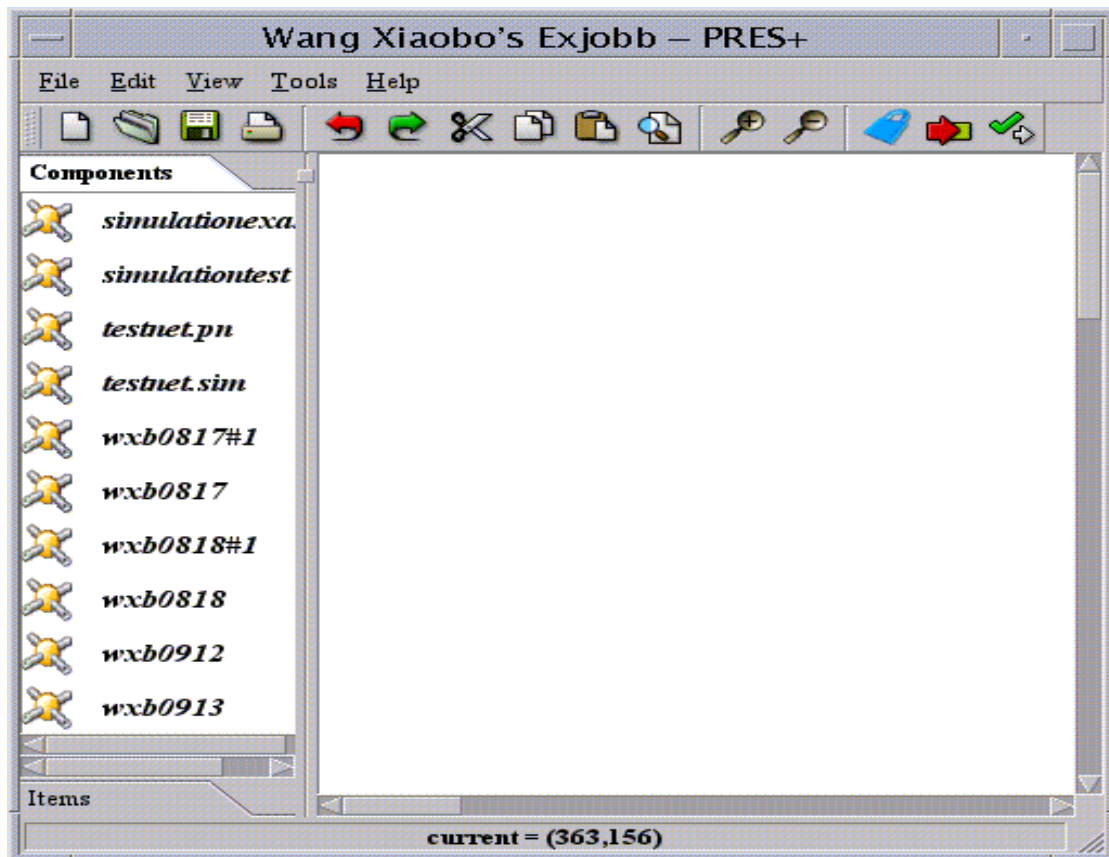 Wang Xiaobo's Exjobb – PRES+
File Edit View Tools Help
Components
simulationexa.
simulationtest
testnet.pn
testnet.sim
wxb0817#1
wxb0817
wxb0818#1
wxb0818
wxb0912
wxb0913
Items
current = (363,156)